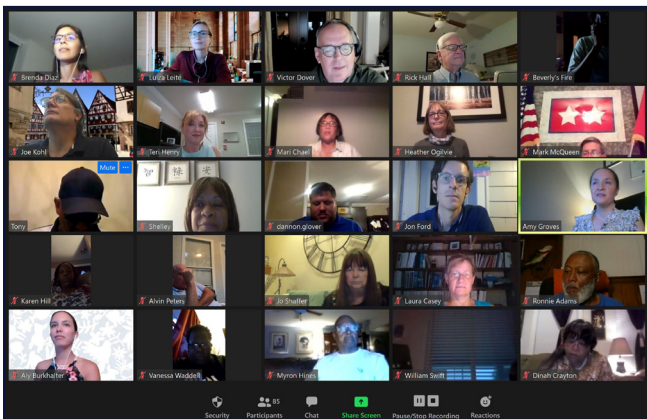 Brenda Diaz
Luiza Leite
Victor Dover
Rick Hall
Beverly's Fire
Joe Kohl
Teri Henry
Mari Chael
Heather Ogilvie
Mark McQueen
Mute ···
Tony
Shelley
dannon.glover
Jon Ford
Amy Groves
Karen Hill
Alvin Peters
Jo Shaffer
Laura Casey
Ronnie Adams
Aly Burkhalter
Vanessa Waddell
Myron Hines
William Swift
Dinah Crayton
Security
Participants 85
Chat
Share Screen
Pause/Stop Recording
Reactions